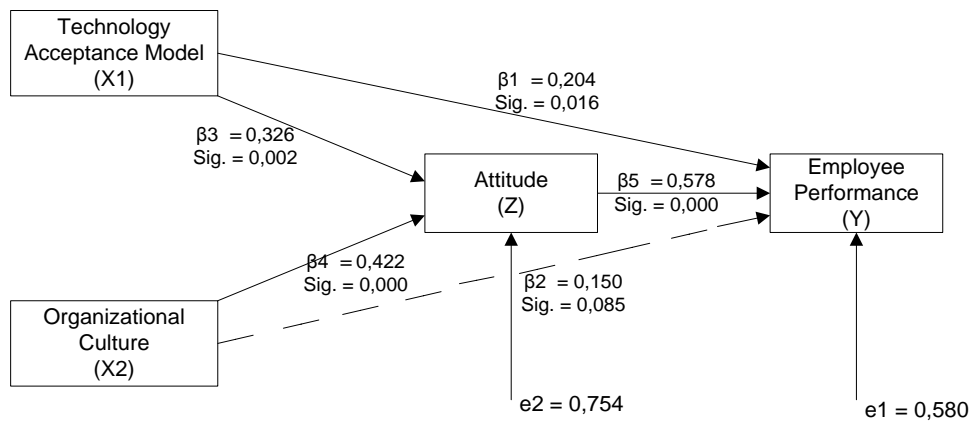 Technology
Acceptance Model
(X1)
β1 = 0,204
Sig. = 0,016
β3 = 0,326
Sig. = 0,002
Attitude
(Z)
β5 = 0,578
Sig. = 0,000
Employee
Performance
(Y)
β4 = 0,422
Sig. = 0,000
β2 = 0,150
Sig. = 0,085
Organizational
Culture
(X2)
e2 = 0,754
e1 = 0,580